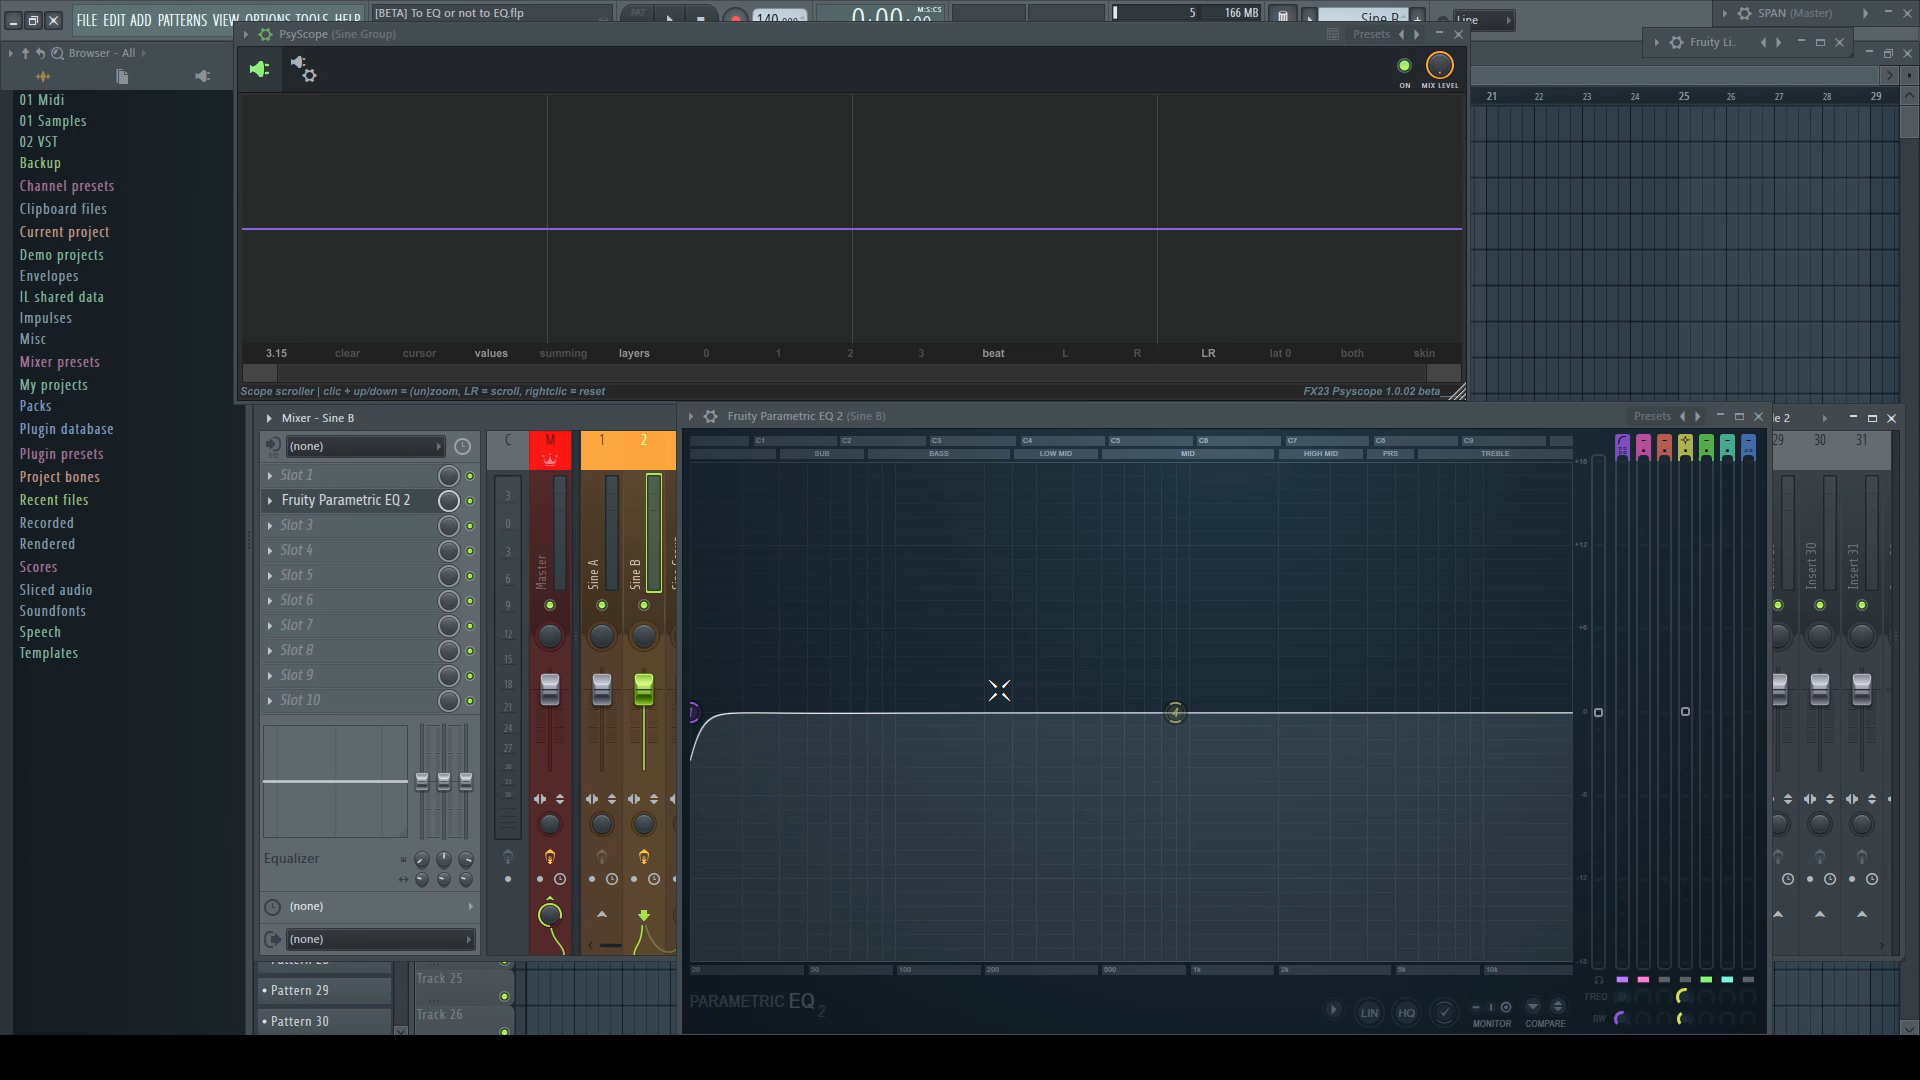 FILE EDIT ADD PATTERNS VIEW OPTIONS TOOLS HELP
[BETA] To EQ or not to EQ.flp
PAT
140.000
0:00:00
M:S:CS
5
166 MB
Sine B
Line
SPAN (Master)
Browser - All
PsyScope (Sine Group)
Presets
Fruity Li..
ON
MIX LEVEL
21 22 23 24 25 26 27 28 29
01 Midi
01 Samples
02 VST
Backup
Channel presets
Clipboard files
Current project
Demo projects
Envelopes
IL shared data
Impulses
Misc
Mixer presets
My projects
Packs
Plugin database
Plugin presets
Project bones
Recent files
Recorded
Rendered
Scores
Sliced audio
Soundfonts
Speech
Templates
3.15 clear cursor values summing layers 0 1 2 3 beat L R LR lat 0 both skin
Scope scroller | clic + up/down = (un)zoom, LR = scroll, rightclic = reset
FX23 Psyscope 1.0.02 beta
Mixer - Sine B
(none)
EQ
Slot 1
Fruity Parametric EQ 2
Slot 3
Slot 4
Slot 5
Slot 6
Slot 7
Slot 8
Slot 9
Slot 10
Equalizer
(none)
(none)
C M 1 2
3
0
3
6
9
12
15
18
21
24
27
Master
Sine A
Sine B
Fruity Parametric EQ 2 (Sine B)
Presets
C1 C2 C3 C4 C5 C6 C7 C8 C9
SUB BASS LOW MID MID HIGH MID PRS TREBLE
+18
+12
+6
0
-6
-12
-18
4
20 50 100 200 500 1k 2k 5k 10k
PARAMETRIC EQ 2
LIN
HQ
MONITOR
COMPARE
FREQ
BW
29 30 31
Insert 30
Insert 31
Pattern 29
Pattern 30
Track 25
Track 26